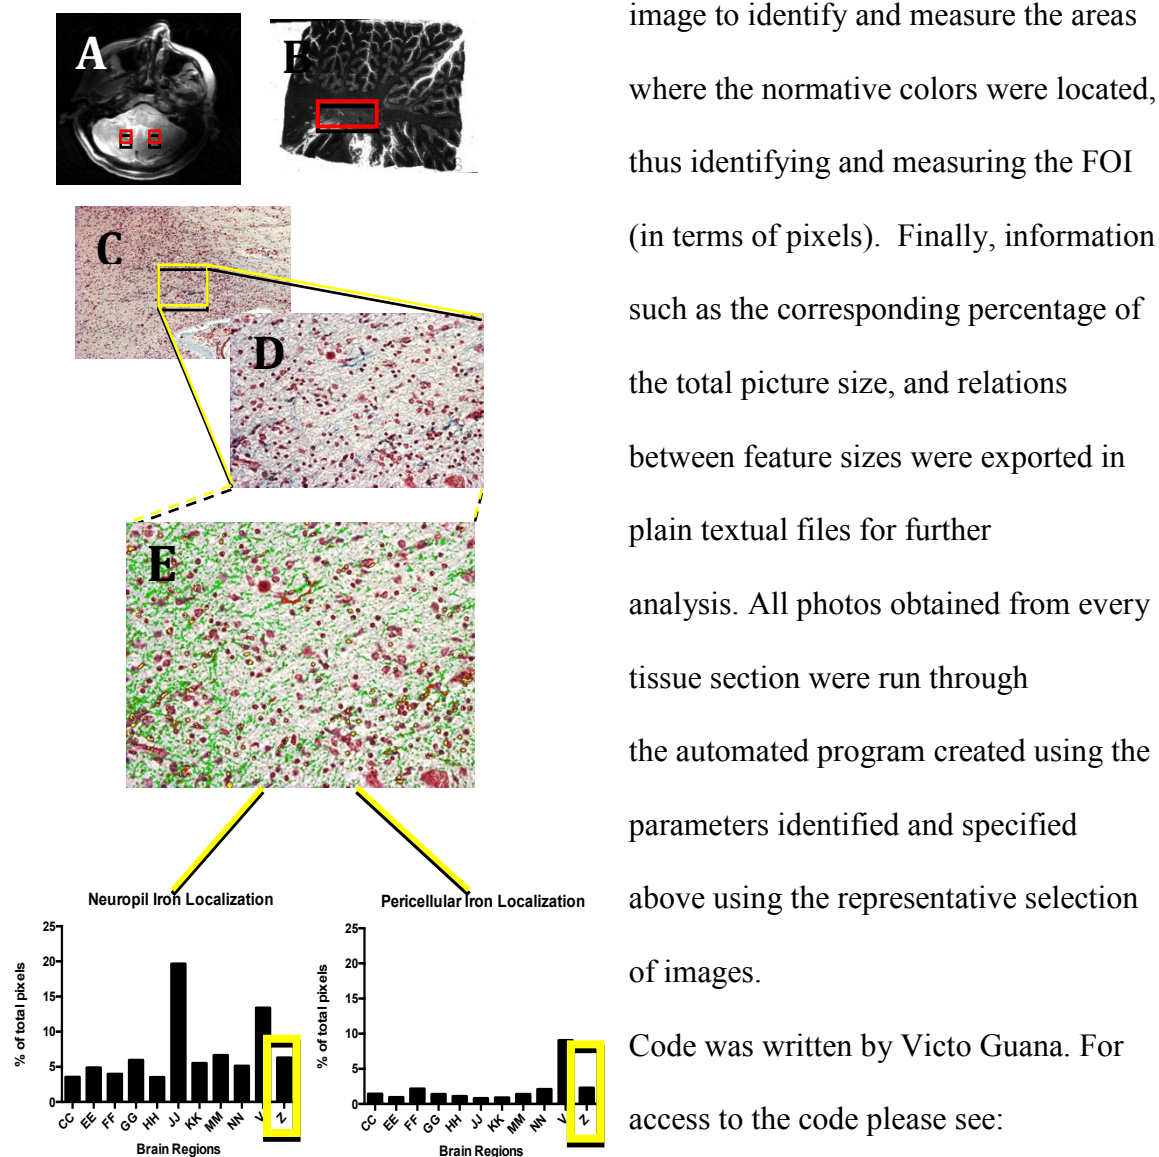 A
B
C
D
E
Neuropil Iron Localization
% of total pixels
25
20
15
10
5
0
CC
EE
FF
GG
HH
JJ
KK
MM
NN
V
Z
Brain Regions
Pericellular Iron Localization
% of total pixels
25
20
15
10
5
0
CC
EE
FF
GG
HH
JJ
KK
MM
NN
V
Z
Brain Regions
image to identify and measure the areas
where the normative colors were located,
thus identifying and measuring the FOI
(in terms of pixels).  Finally, information
such as the corresponding percentage of
the total picture size, and relations
between feature sizes were exported in
plain textual files for further
analysis. All photos obtained from every
tissue section were run through
the automated program created using the
parameters identified and specified
above using the representative selection
of images.
Code was written by Victo Guana. For
access to the code please see: